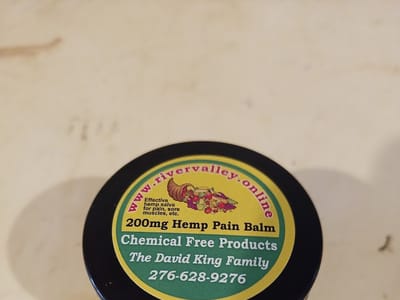 www.rivervalley.online
Effective
hemp salve
for pain, sore
muscles, etc.
200mg Hemp Pain Balm
Chemical Free Products
The David King Family
276-628-9276